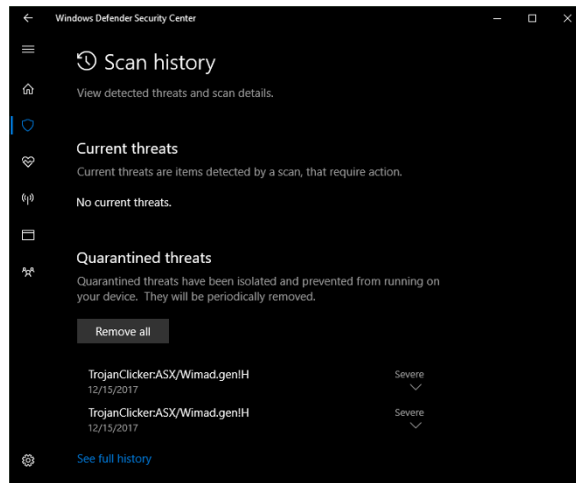 Windows Defender Security Center
Scan history
View detected threats and scan details.
Current threats
Current threats are items detected by a scan, that require action.
No current threats.
Quarantined threats
Quarantined threats have been isolated and prevented from running on
your device. They will be periodically removed.
Remove all
TrojanClicker:ASX/Wimad.gen!H
Severe
12/15/2017
TrojanClicker:ASX/Wimad.gen!H
Severe
12/15/2017
See full history